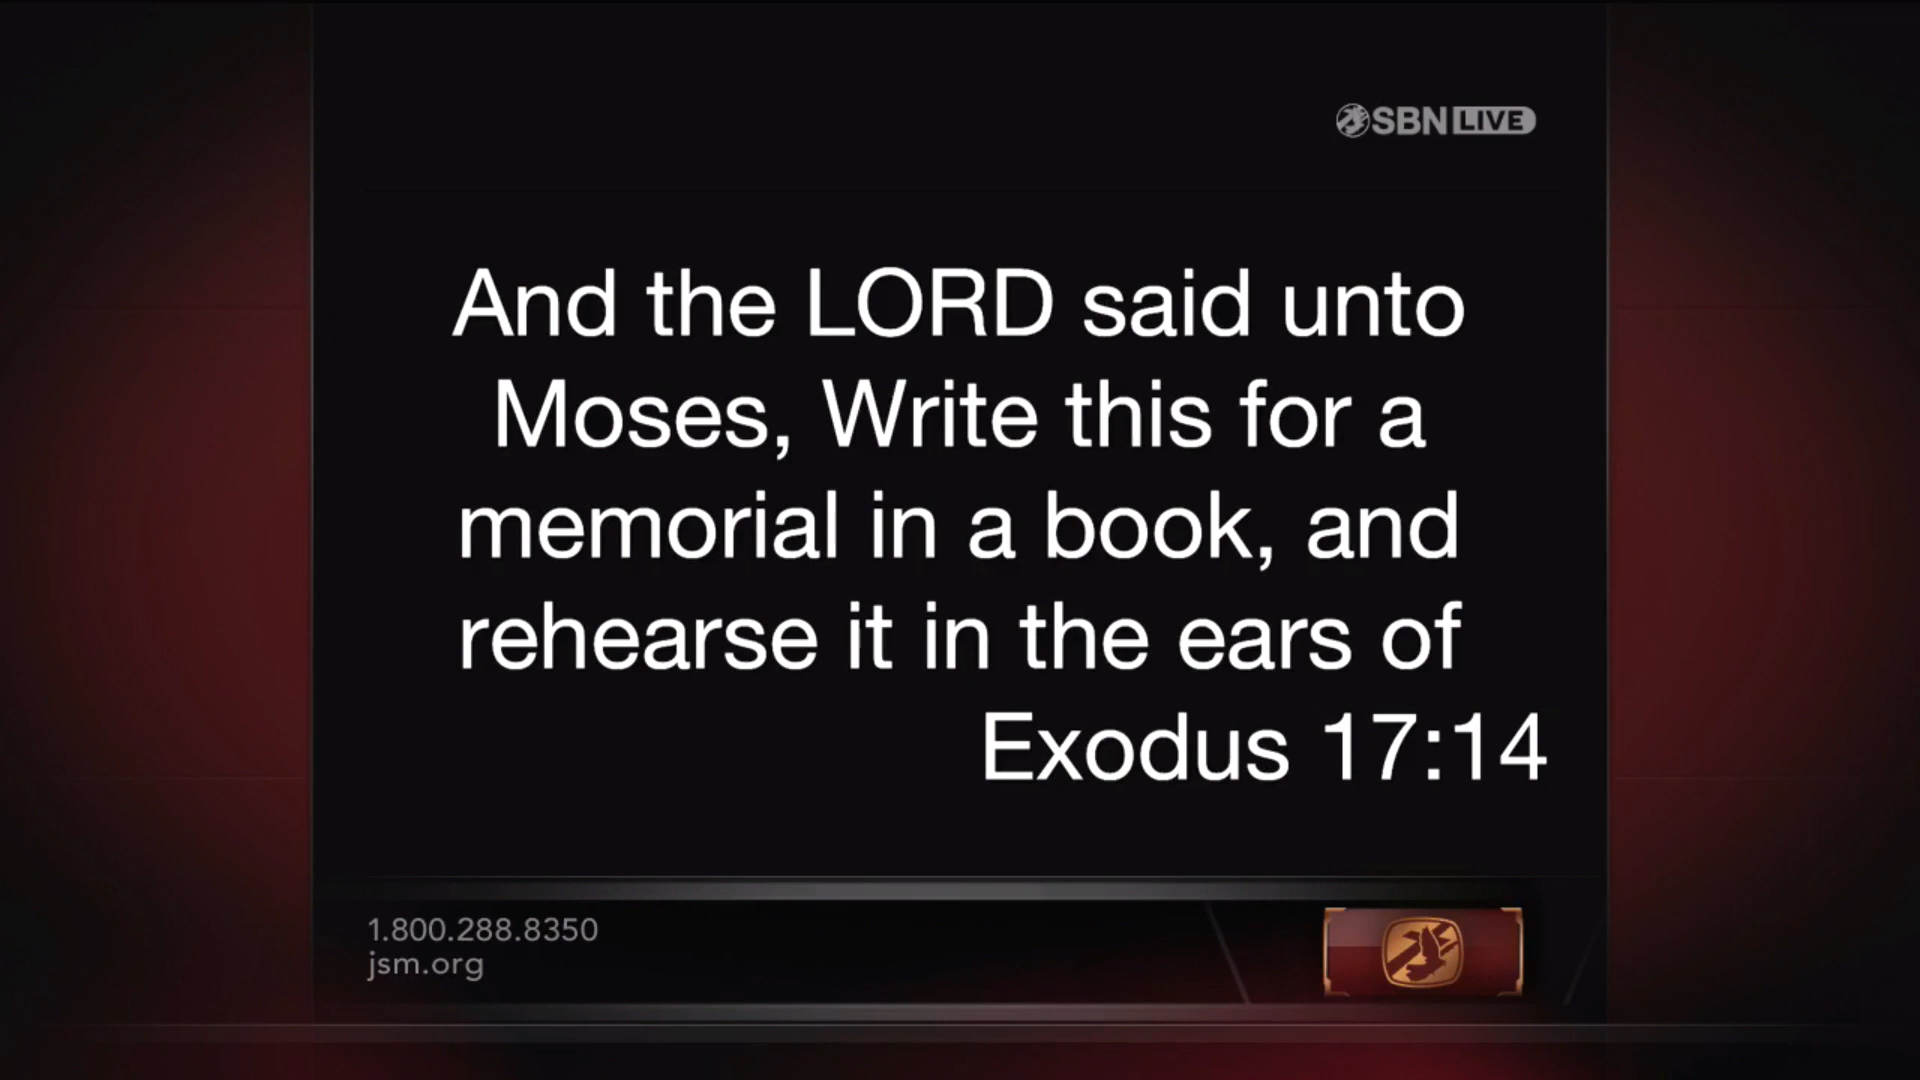 SBN LIVE
And the LORD said unto
Moses, Write this for a
memorial in a book, and
rehearse it in the ears of
Exodus 17:14
1.800.288.8350
jsm.org